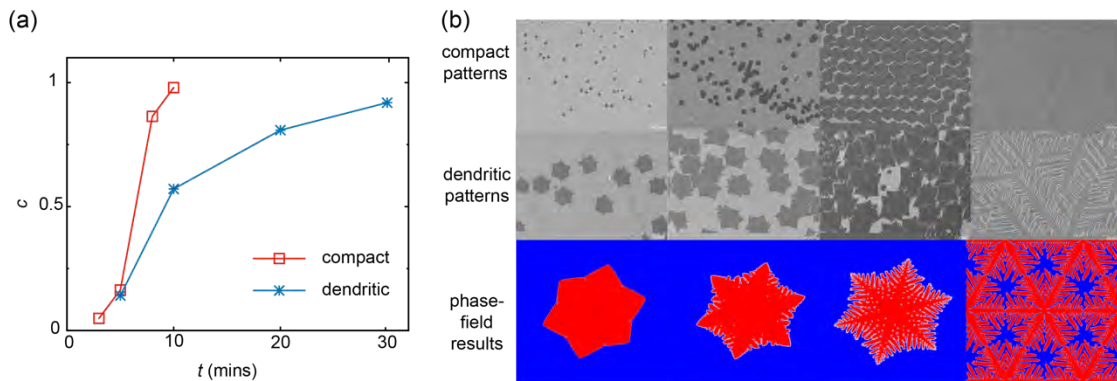 (a)
1
0.5
0
c
0
10
20
30
t (mins)
compact
dendritic
(b)
compact
patterns
dendritic
patterns
phase-
field
results